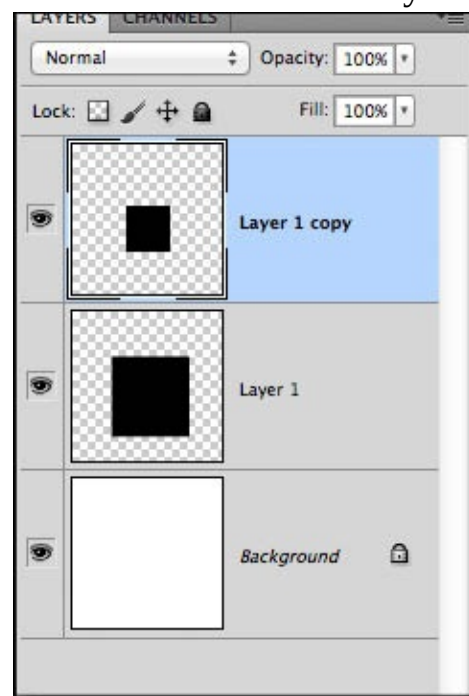 LAYERS CHANNELS
Normal Opacity: 100%
Lock: Fill: 100%
Layer 1 copy
Layer 1
Background